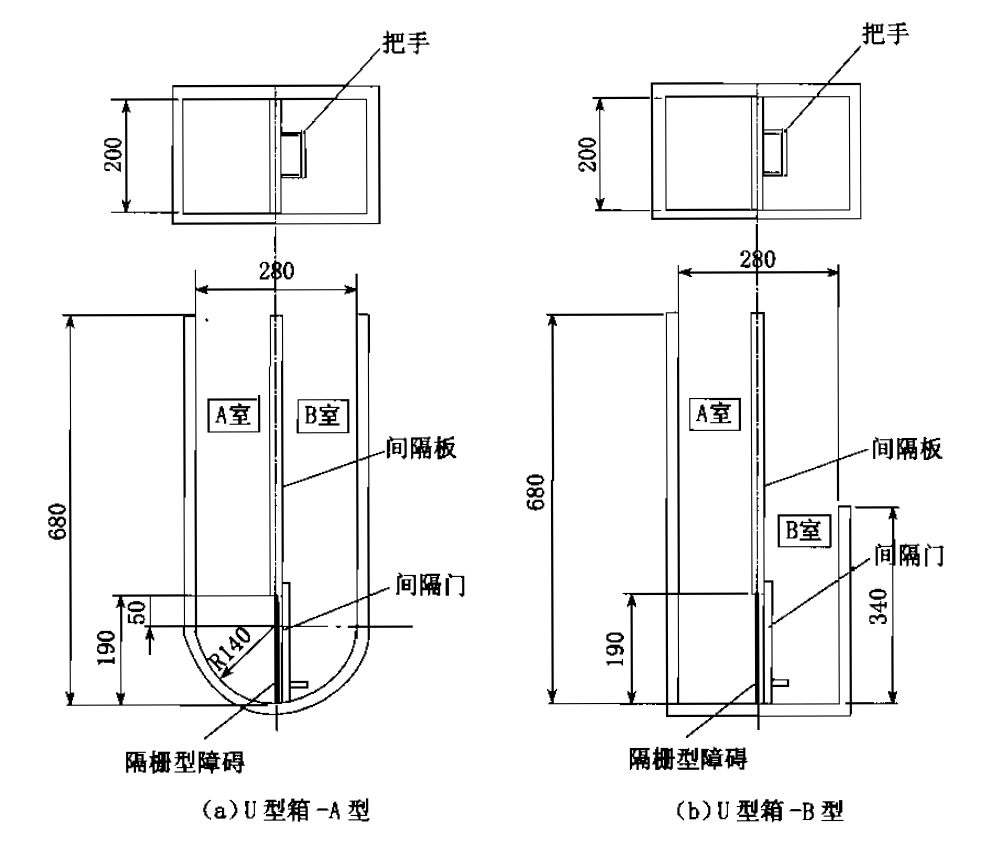 把手
200
280
A室
B室
间隔板
680
间隔门
50
190
R140
隔栅型障碍
(a)U型箱-A型
把手
200
280
A室
间隔板
680
B室
间隔门
340
190
隔栅型障碍
(b)U型箱-B型